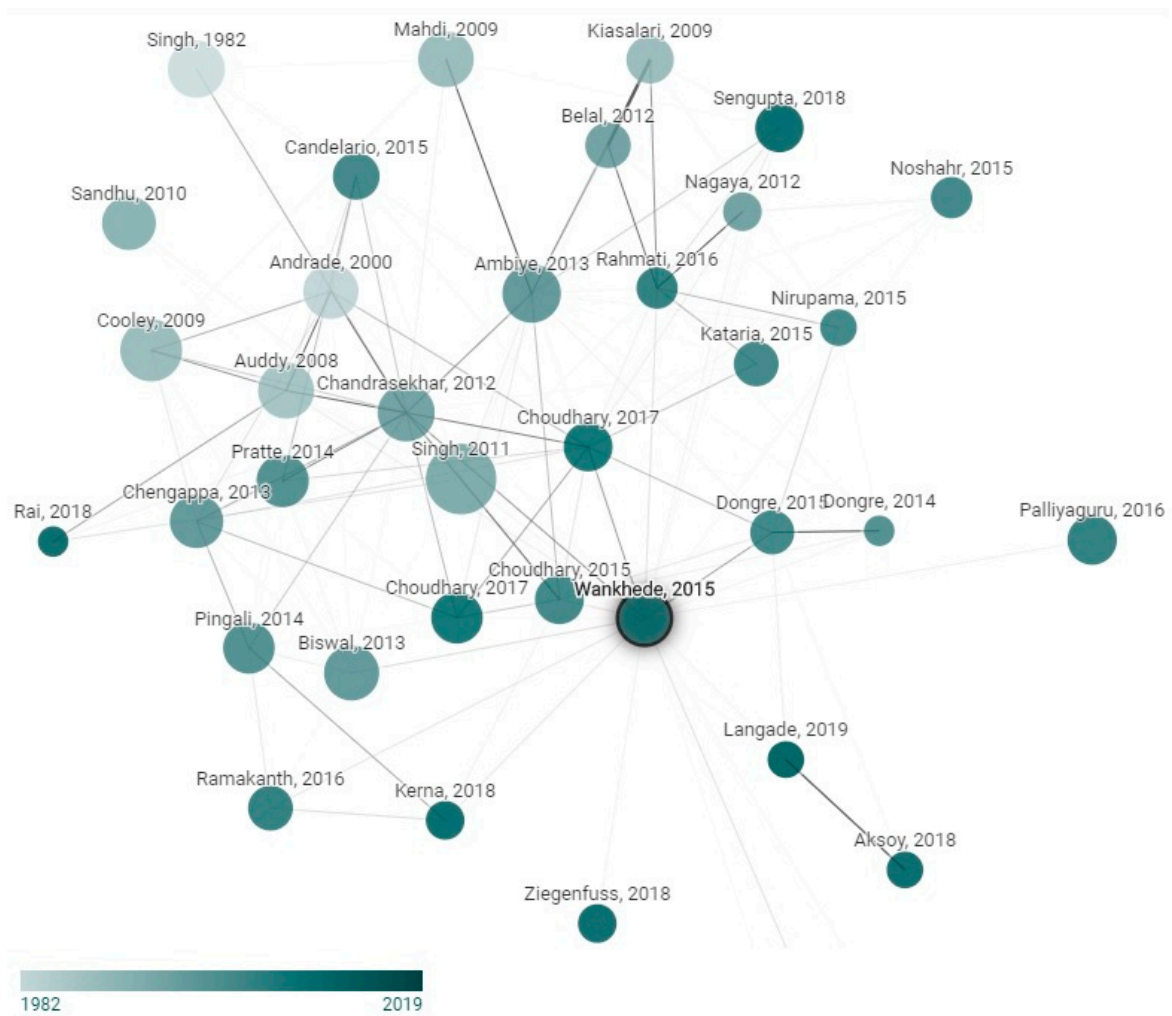 Singh, 1982
Mahdi, 2009
Kiasalari, 2009
Sengupta, 2018
Belal, 2012
Candelario, 2015
Noshahr, 2015
Nagaya, 2012
Sandhu, 2010
Andrade, 2000
Ambiye, 2013
Rahmati, 2016
Nirupama, 2015
Cooley, 2009
Kataria, 2015
Auddy, 2008
Chandrasekhar, 2012
Choudhary, 2017
Pratte, 2014
Singh, 2011
Chengappa, 2013
Rai, 2018
Dongre, 2015
Dongre, 2014
Palliyaguru, 2016
Choudhary, 2015
Choudhary, 2017
Wankhede, 2015
Pingali, 2014
Biswal, 2013
Langade, 2019
Ramakanth, 2016
Kerna, 2018
Aksoy, 2018
Ziegenfuss, 2018
1982
2019